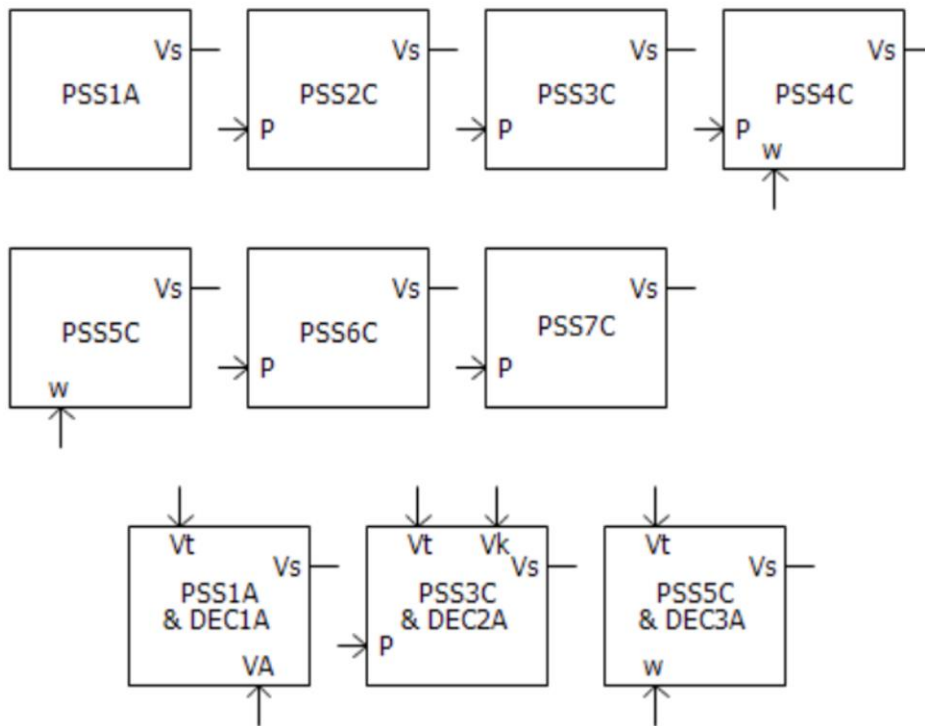 Vs Vs Vs Vs
PSS1A PSS2C PSS3C PSS4C
P P P
w
Vs Vs Vs
PSS5C PSS6C PSS7C
w P P
Vt Vt Vk Vt
Vs Vs Vs
PSS1A PSS3C PSS5C
& DEC1A & DEC2A & DEC3A
P
VA w